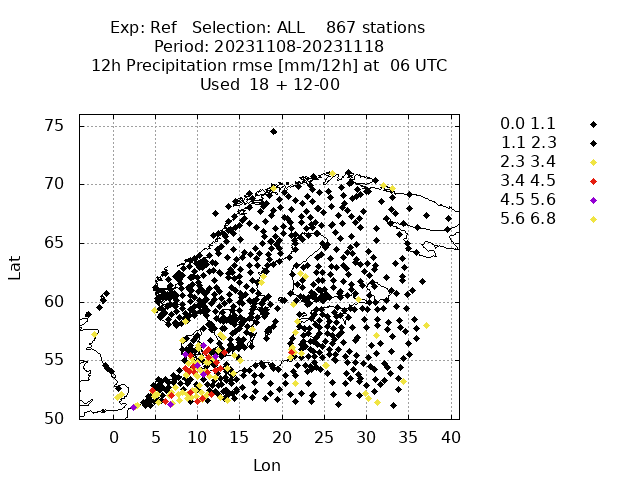 Exp: Ref   Selection: ALL    867 stations
Period: 20231108-20231118
12h Precipitation rmse [mm/12h] at  06 UTC
Used  18 + 12-00
0.0 1.1
1.1 2.3
2.3 3.4
3.4 4.5
4.5 5.6
5.6 6.8
75
70
65
60
55
50
Lat
0 5 10 15 20 25 30 35 40
Lon